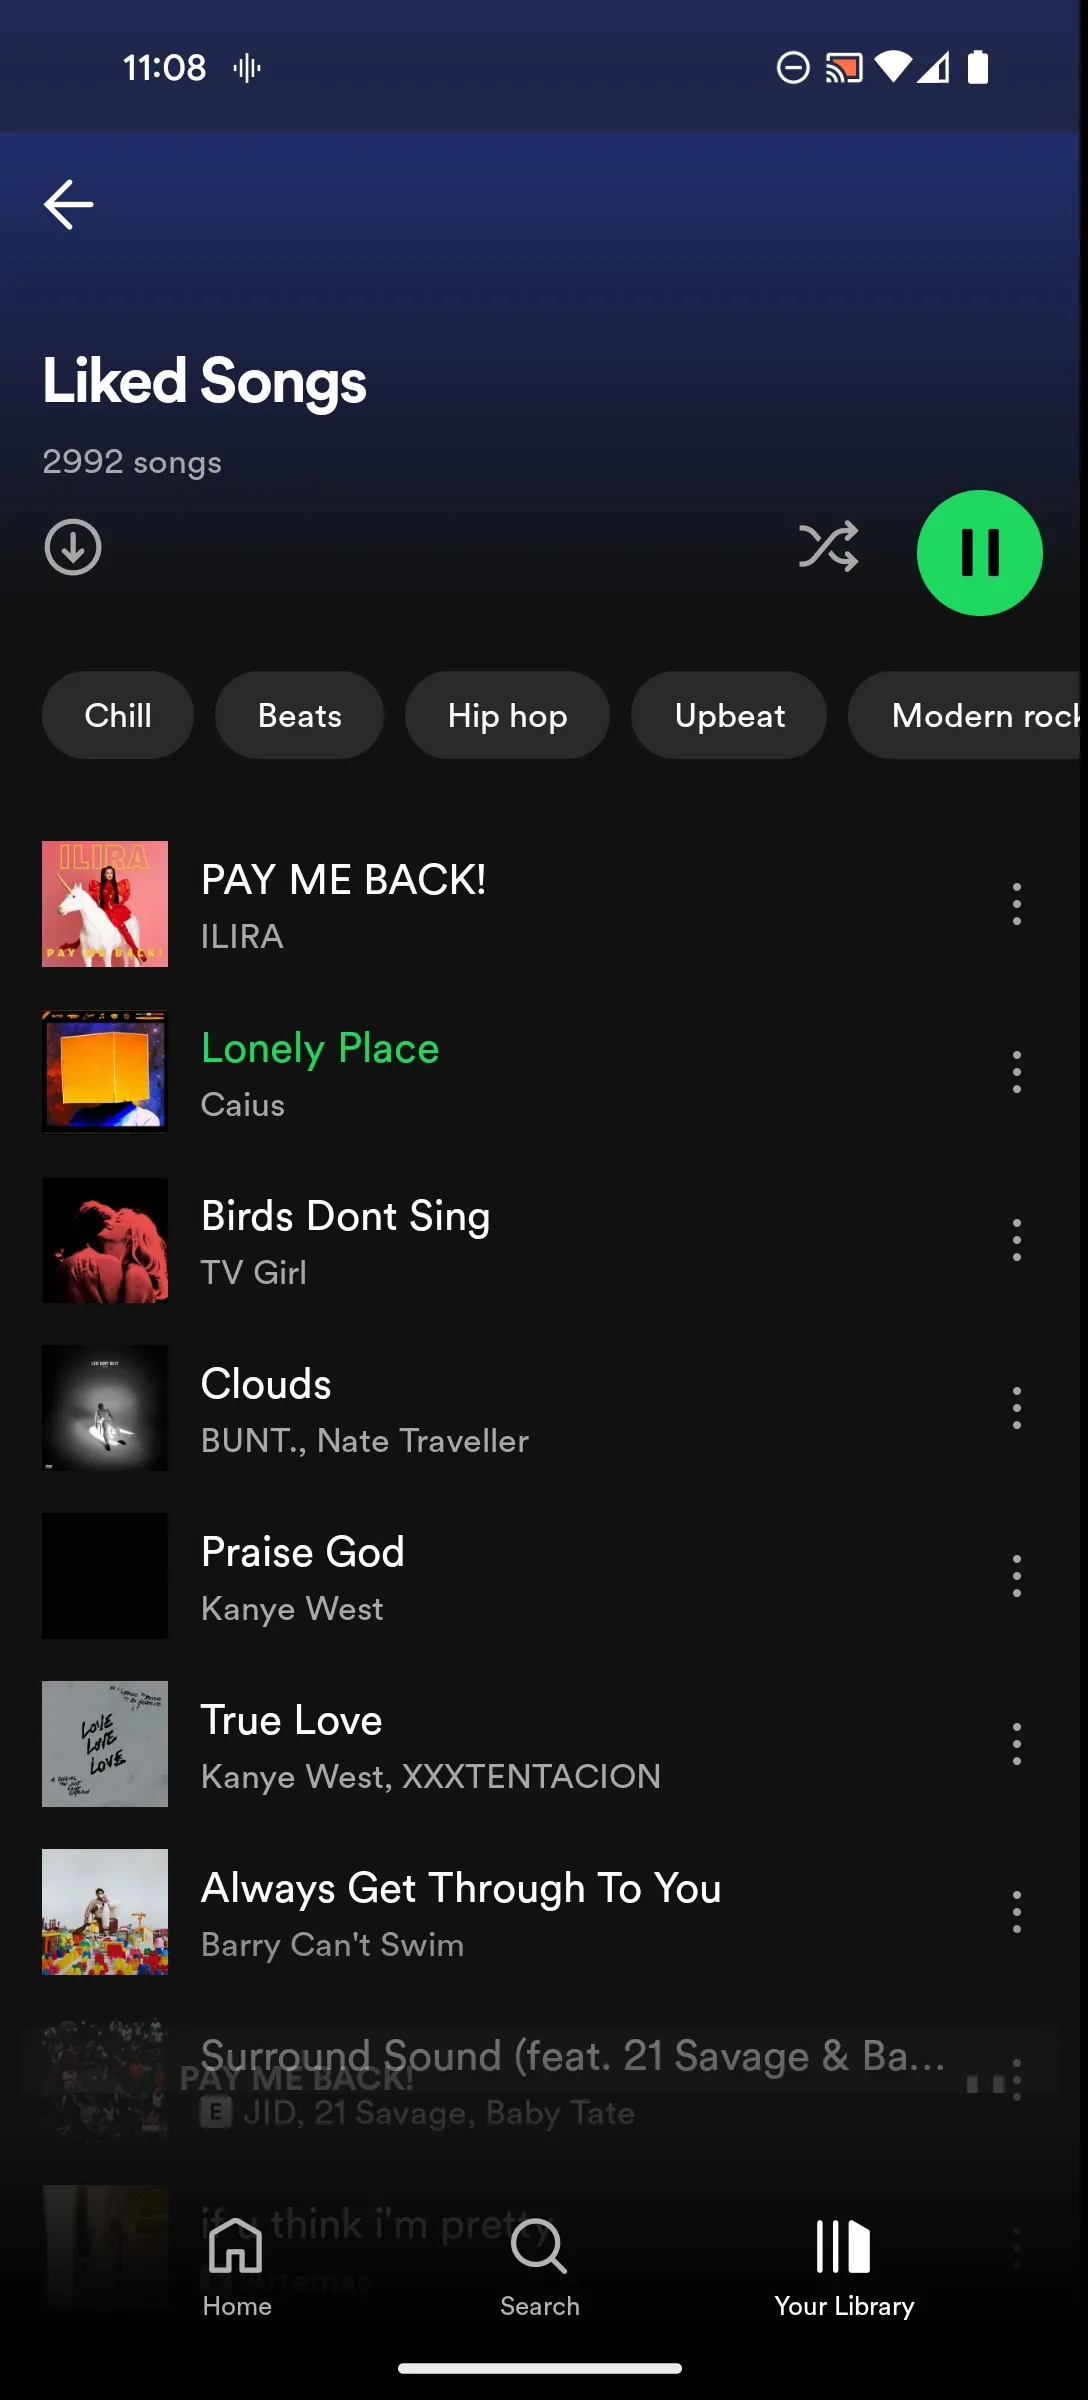 11:08
Liked Songs
2992 songs
Chill
Beats
Hip hop
Upbeat
Modern rock
ILIRA
PAY ME BACK!
PAY ME BACK!
ILIRA
Lonely Place
Caius
Birds Dont Sing
TV Girl
Clouds
BUNT., Nate Traveller
Praise God
Kanye West
LOVE
LOVE
LOVE
True Love
Kanye West, XXXTENTACION
Always Get Through To You
Barry Can't Swim
Surround Sound (feat. 21 Savage & Ba...
PAY ME BACK!
E JID, 21 Savage, Baby Tate
if u think i'm pretty
Artemas
Home
Search
Your Library